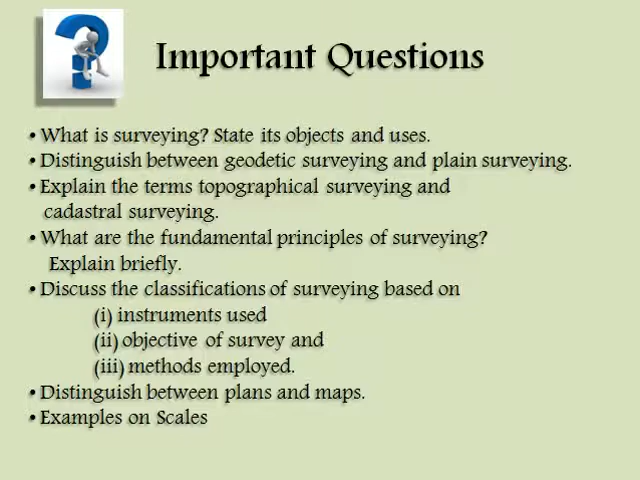 Important Questions
• What is surveying? State its objects and uses.
• Distinguish between geodetic surveying and plain surveying.
• Explain the terms topographical surveying and
cadastral surveying.
• What are the fundamental principles of surveying?
Explain briefly.
• Discuss the classifications of surveying based on
(i) instruments used
(ii) objective of survey and
(iii) methods employed.
• Distinguish between plans and maps.
• Examples on Scales